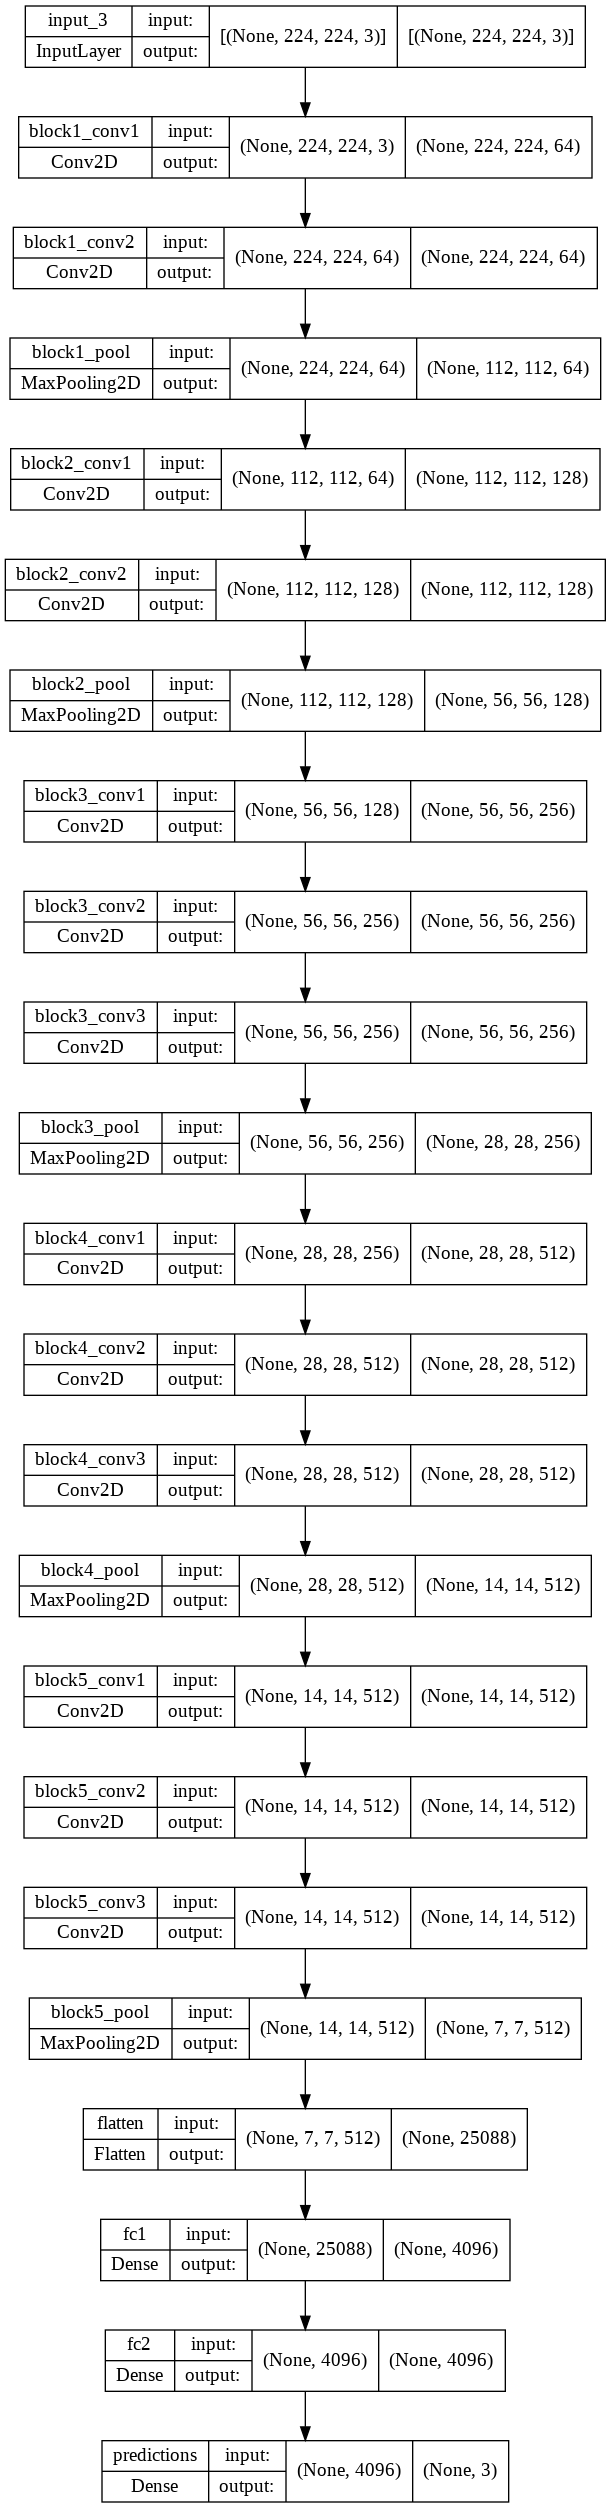 input_3 input: [(None, 224, 224, 3)] [(None, 224, 224, 3)]
InputLayer output:
block1_conv1 input: (None, 224, 224, 3) (None, 224, 224, 64)
Conv2D output:
block1_conv2 input: (None, 224, 224, 64) (None, 224, 224, 64)
Conv2D output:
block1_pool input: (None, 224, 224, 64) (None, 112, 112, 64)
MaxPooling2D output:
block2_conv1 input: (None, 112, 112, 64) (None, 112, 112, 128)
Conv2D output:
block2_conv2 input: (None, 112, 112, 128) (None, 112, 112, 128)
Conv2D output:
block2_pool input: (None, 112, 112, 128) (None, 56, 56, 128)
MaxPooling2D output:
block3_conv1 input: (None, 56, 56, 128) (None, 56, 56, 256)
Conv2D output:
block3_conv2 input: (None, 56, 56, 256) (None, 56, 56, 256)
Conv2D output:
block3_conv3 input: (None, 56, 56, 256) (None, 56, 56, 256)
Conv2D output:
block3_pool input: (None, 56, 56, 256) (None, 28, 28, 256)
MaxPooling2D output:
block4_conv1 input: (None, 28, 28, 256) (None, 28, 28, 512)
Conv2D output:
block4_conv2 input: (None, 28, 28, 512) (None, 28, 28, 512)
Conv2D output:
block4_conv3 input: (None, 28, 28, 512) (None, 28, 28, 512)
Conv2D output:
block4_pool input: (None, 28, 28, 512) (None, 14, 14, 512)
MaxPooling2D output:
block5_conv1 input: (None, 14, 14, 512) (None, 14, 14, 512)
Conv2D output:
block5_conv2 input: (None, 14, 14, 512) (None, 14, 14, 512)
Conv2D output:
block5_conv3 input: (None, 14, 14, 512) (None, 14, 14, 512)
Conv2D output:
block5_pool input: (None, 14, 14, 512) (None, 7, 7, 512)
MaxPooling2D output:
flatten input: (None, 7, 7, 512) (None, 25088)
Flatten output:
fc1 input: (None, 25088) (None, 4096)
Dense output:
fc2 input: (None, 4096) (None, 4096)
Dense output:
predictions input: (None, 4096) (None, 3)
Dense output: